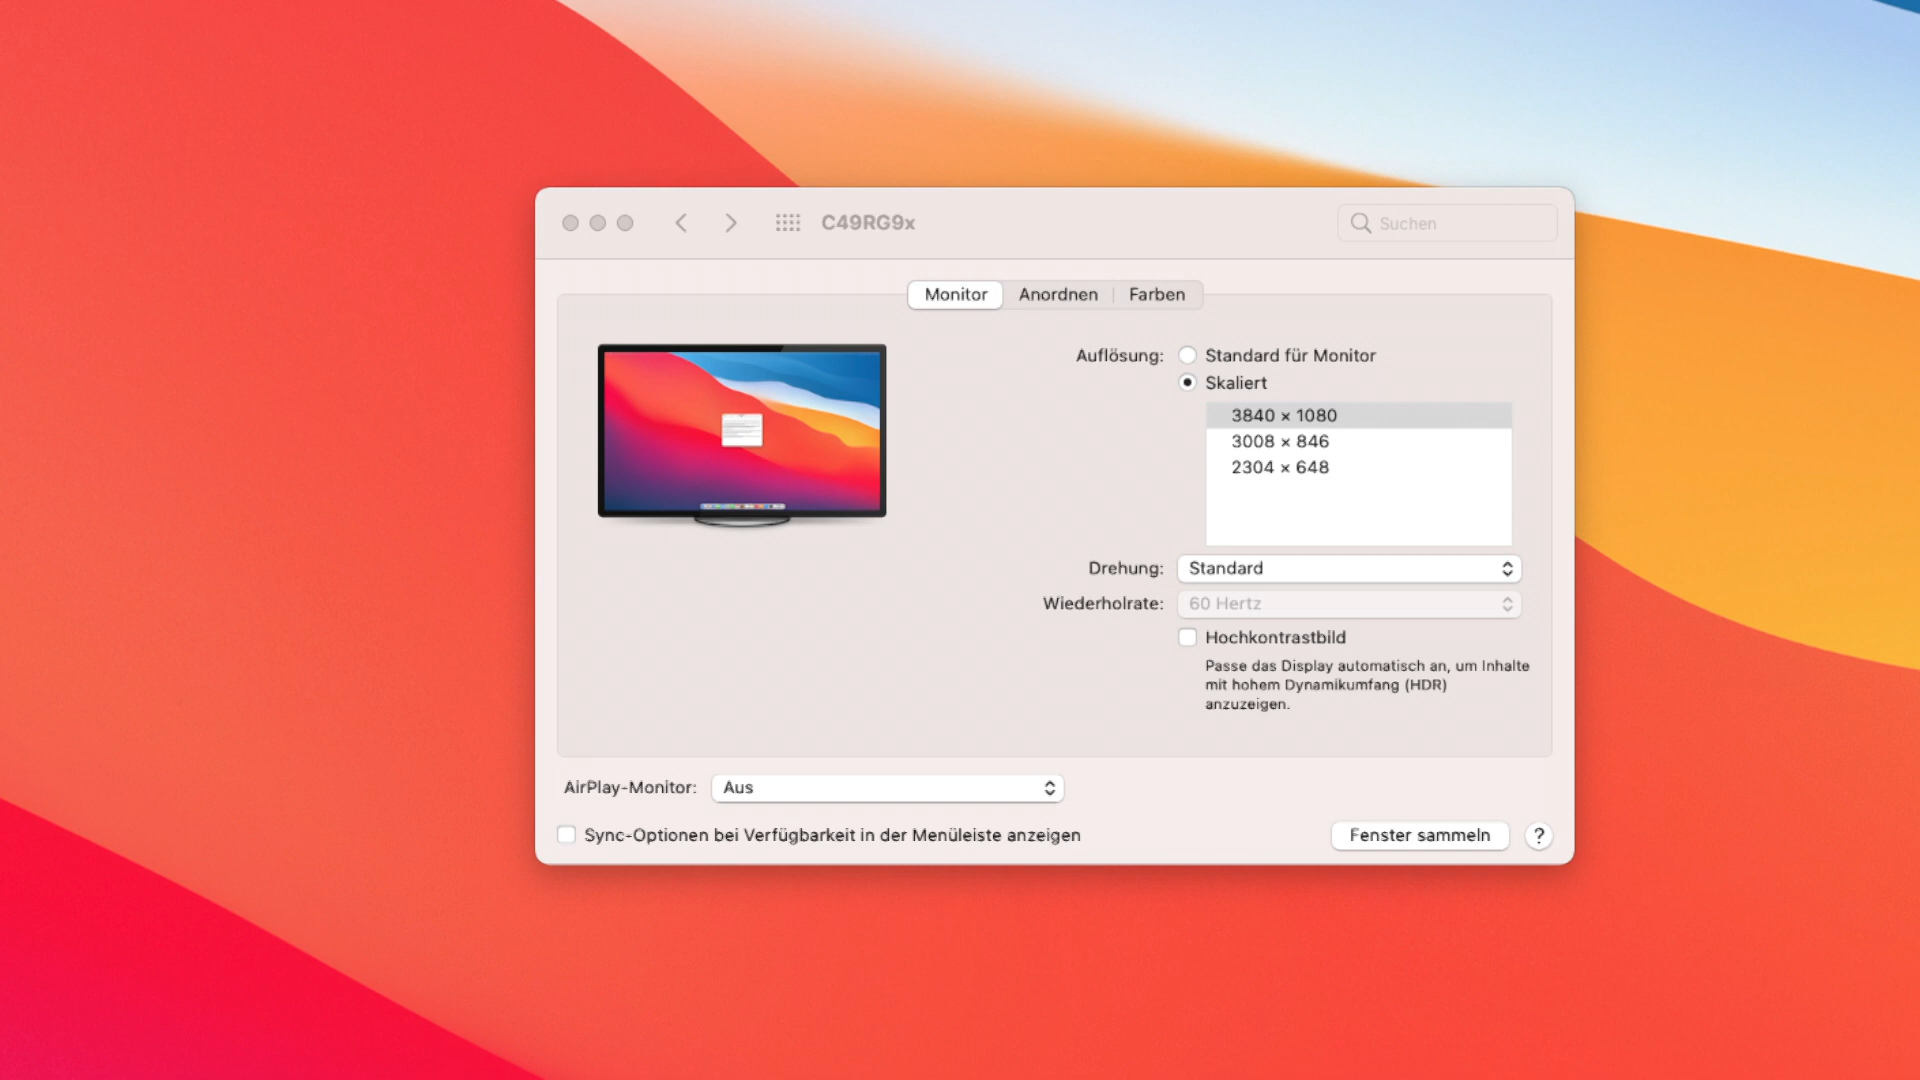 C49RG9x
Suchen
Monitor Anordnen Farben
Auflösung: Standard für Monitor
Skaliert
3840 × 1080
3008 × 846
2304 × 648
Drehung: Standard
Wiederholrate: 60 Hertz
Hochkontrastbild
Passe das Display automatisch an, um Inhalte
mit hohem Dynamikumfang (HDR)
anzuzeigen.
AirPlay-Monitor: Aus
Sync-Optionen bei Verfügbarkeit in der Menüleiste anzeigen
Fenster sammeln ?